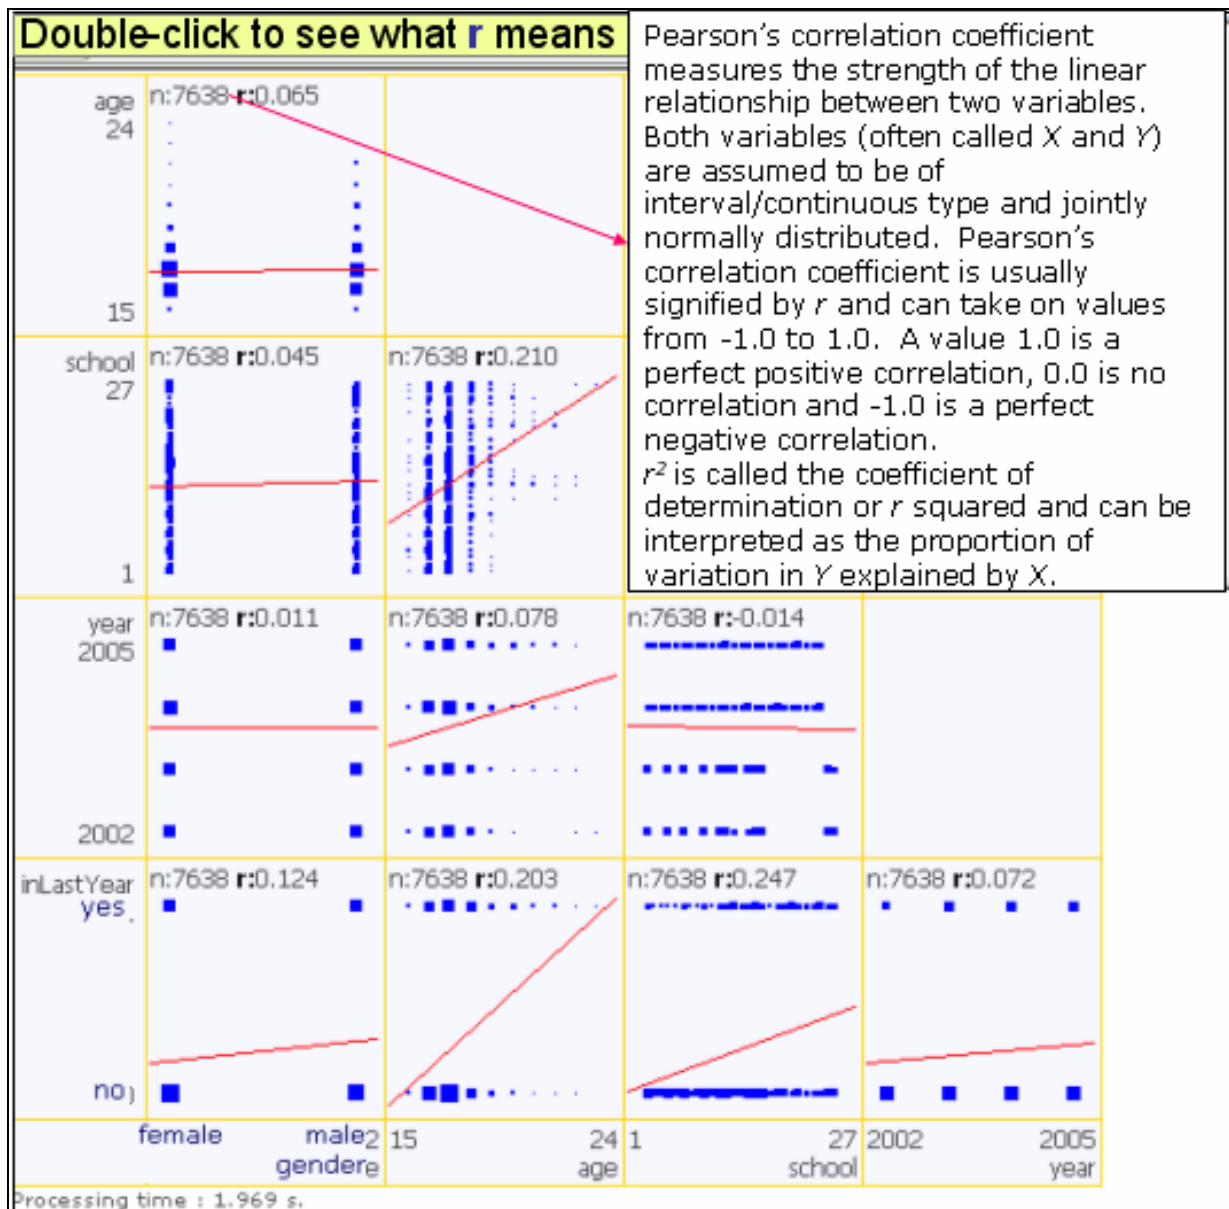 Double-click to see what r means
Pearson's correlation coefficient
measures the strength of the linear
relationship between two variables.
Both variables (often called X and Y)
are assumed to be of
interval/continuous type and jointly
normally distributed.  Pearson's
correlation coefficient is usually
signified by r and can take on values
from -1.0 to 1.0.  A value 1.0 is a
perfect positive correlation, 0.0 is no
correlation and -1.0 is a perfect
negative correlation.
r² is called the coefficient of
determination or r squared and can be
interpreted as the proportion of
variation in Y explained by X.
age n:7638 r:0.065
24
15
school n:7638 r:0.045 n:7638 r:0.210
27
1
year n:7638 r:0.011 n:7638 r:0.078 n:7638 r:-0.014
2005
2002
inLastYear n:7638 r:0.124 n:7638 r:0.203 n:7638 r:0.247 n:7638 r:0.072
yes
no
female male 2 15 24 1 27 2002 2005
gender age school year
Processing time : 1.969 s.